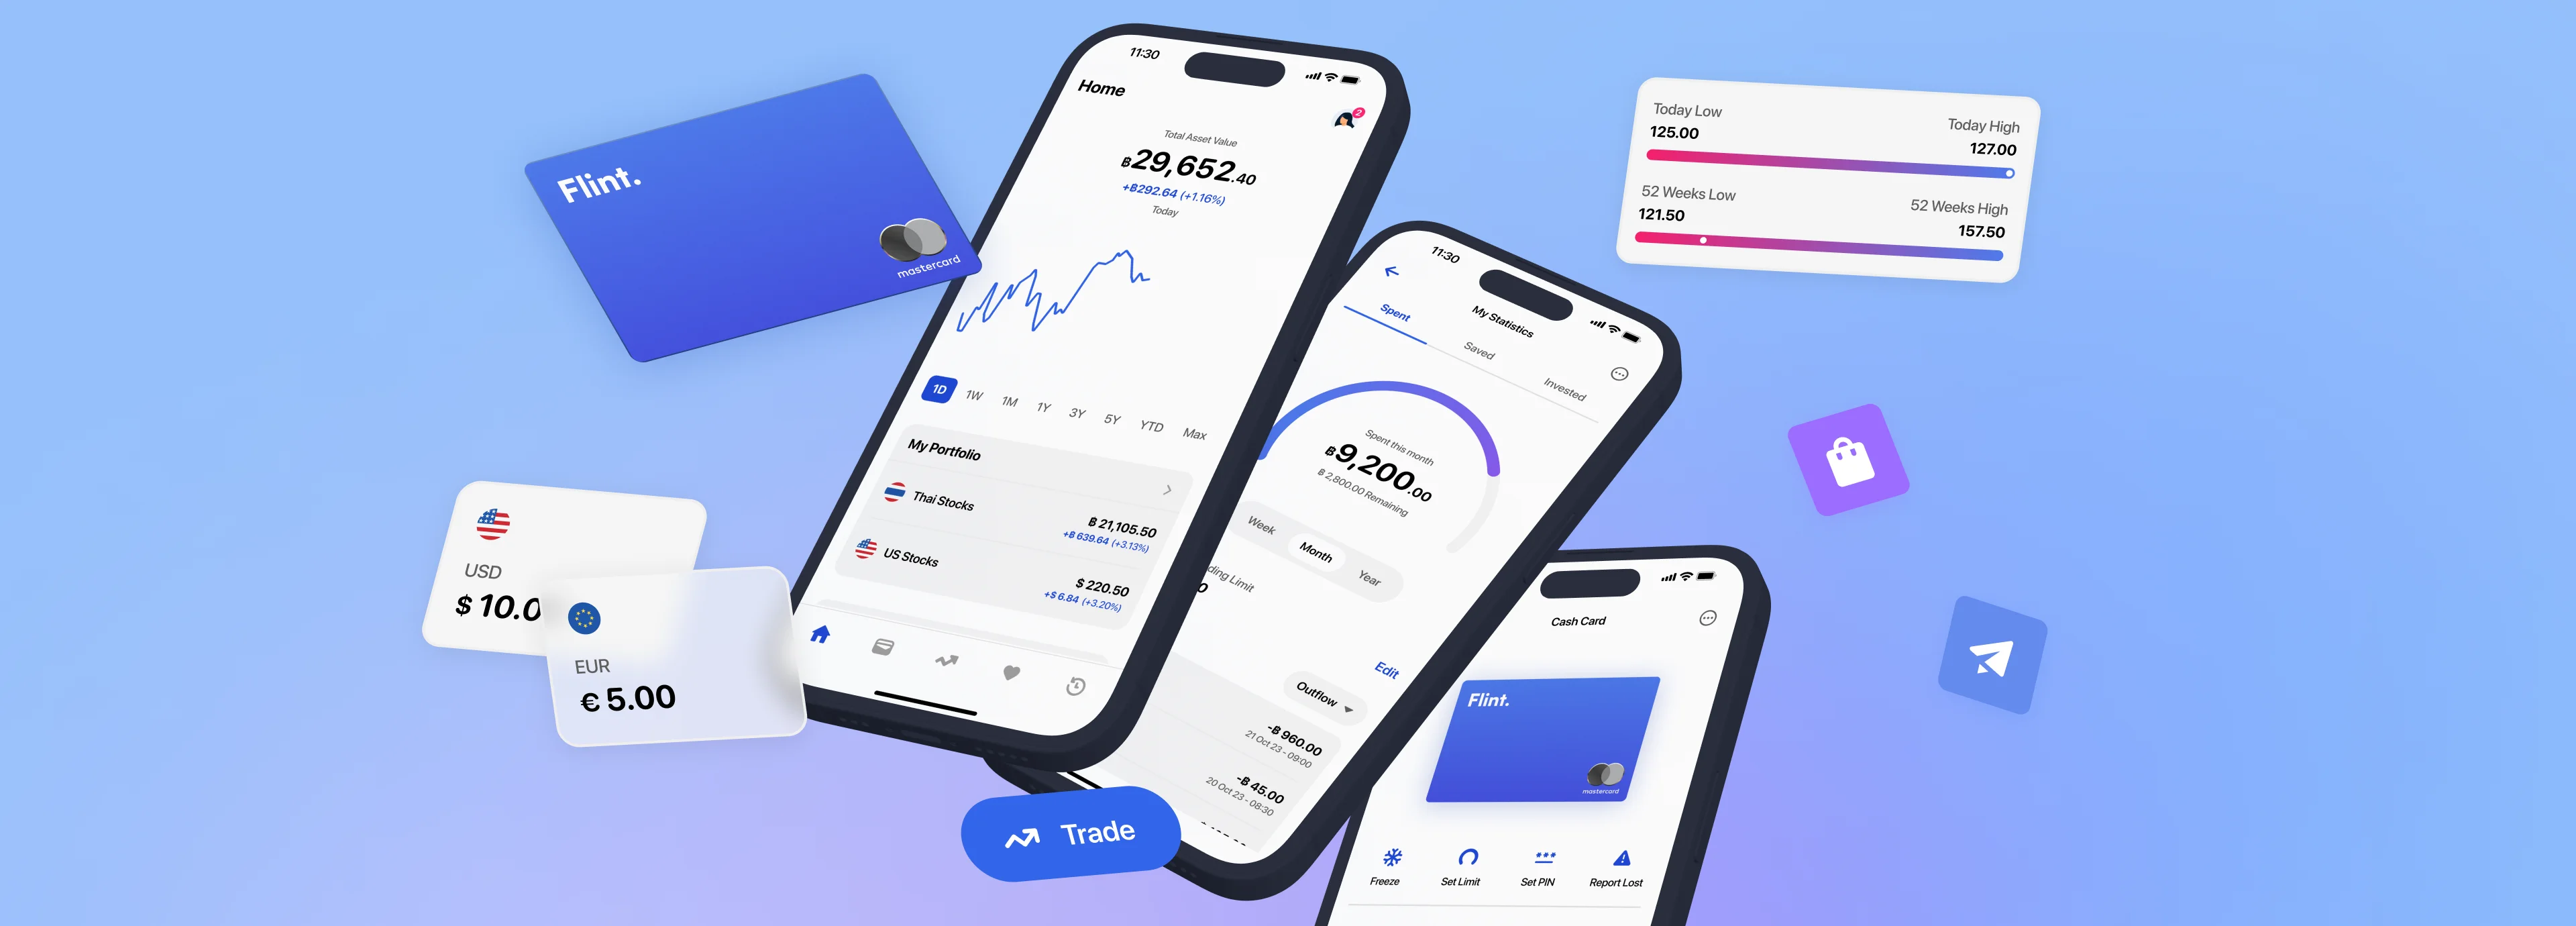 Flint.
mastercard
USD
$ 10.0
EUR
€ 5.00
11:30
Home
2
Total Asset Value
฿29,652.40
+฿292.64 (+1.16%)
Today
1D 1W 1M 1Y 3Y 5Y YTD Max
My Portfolio
Thai Stocks
฿ 21,105.50
+฿ 639.64 (+3.13%)
US Stocks
$ 220.50
+$ 6.84 (+3.20%)
Trade
11:30
My Statistics
Spent Saved Invested
Spent this month
฿9,200.00
฿ 2,800.00 Remaining
Week Month Year
Limit
Edit
Outflow
-฿ 960.00
21 Oct 23 - 09:00
-฿ 45.00
20 Oct 23 - 08:30
Cash Card
Flint.
mastercard
Freeze Set Limit Set PIN Report Lost
Today Low Today High
125.00 127.00
52 Weeks Low 52 Weeks High
121.50 157.50